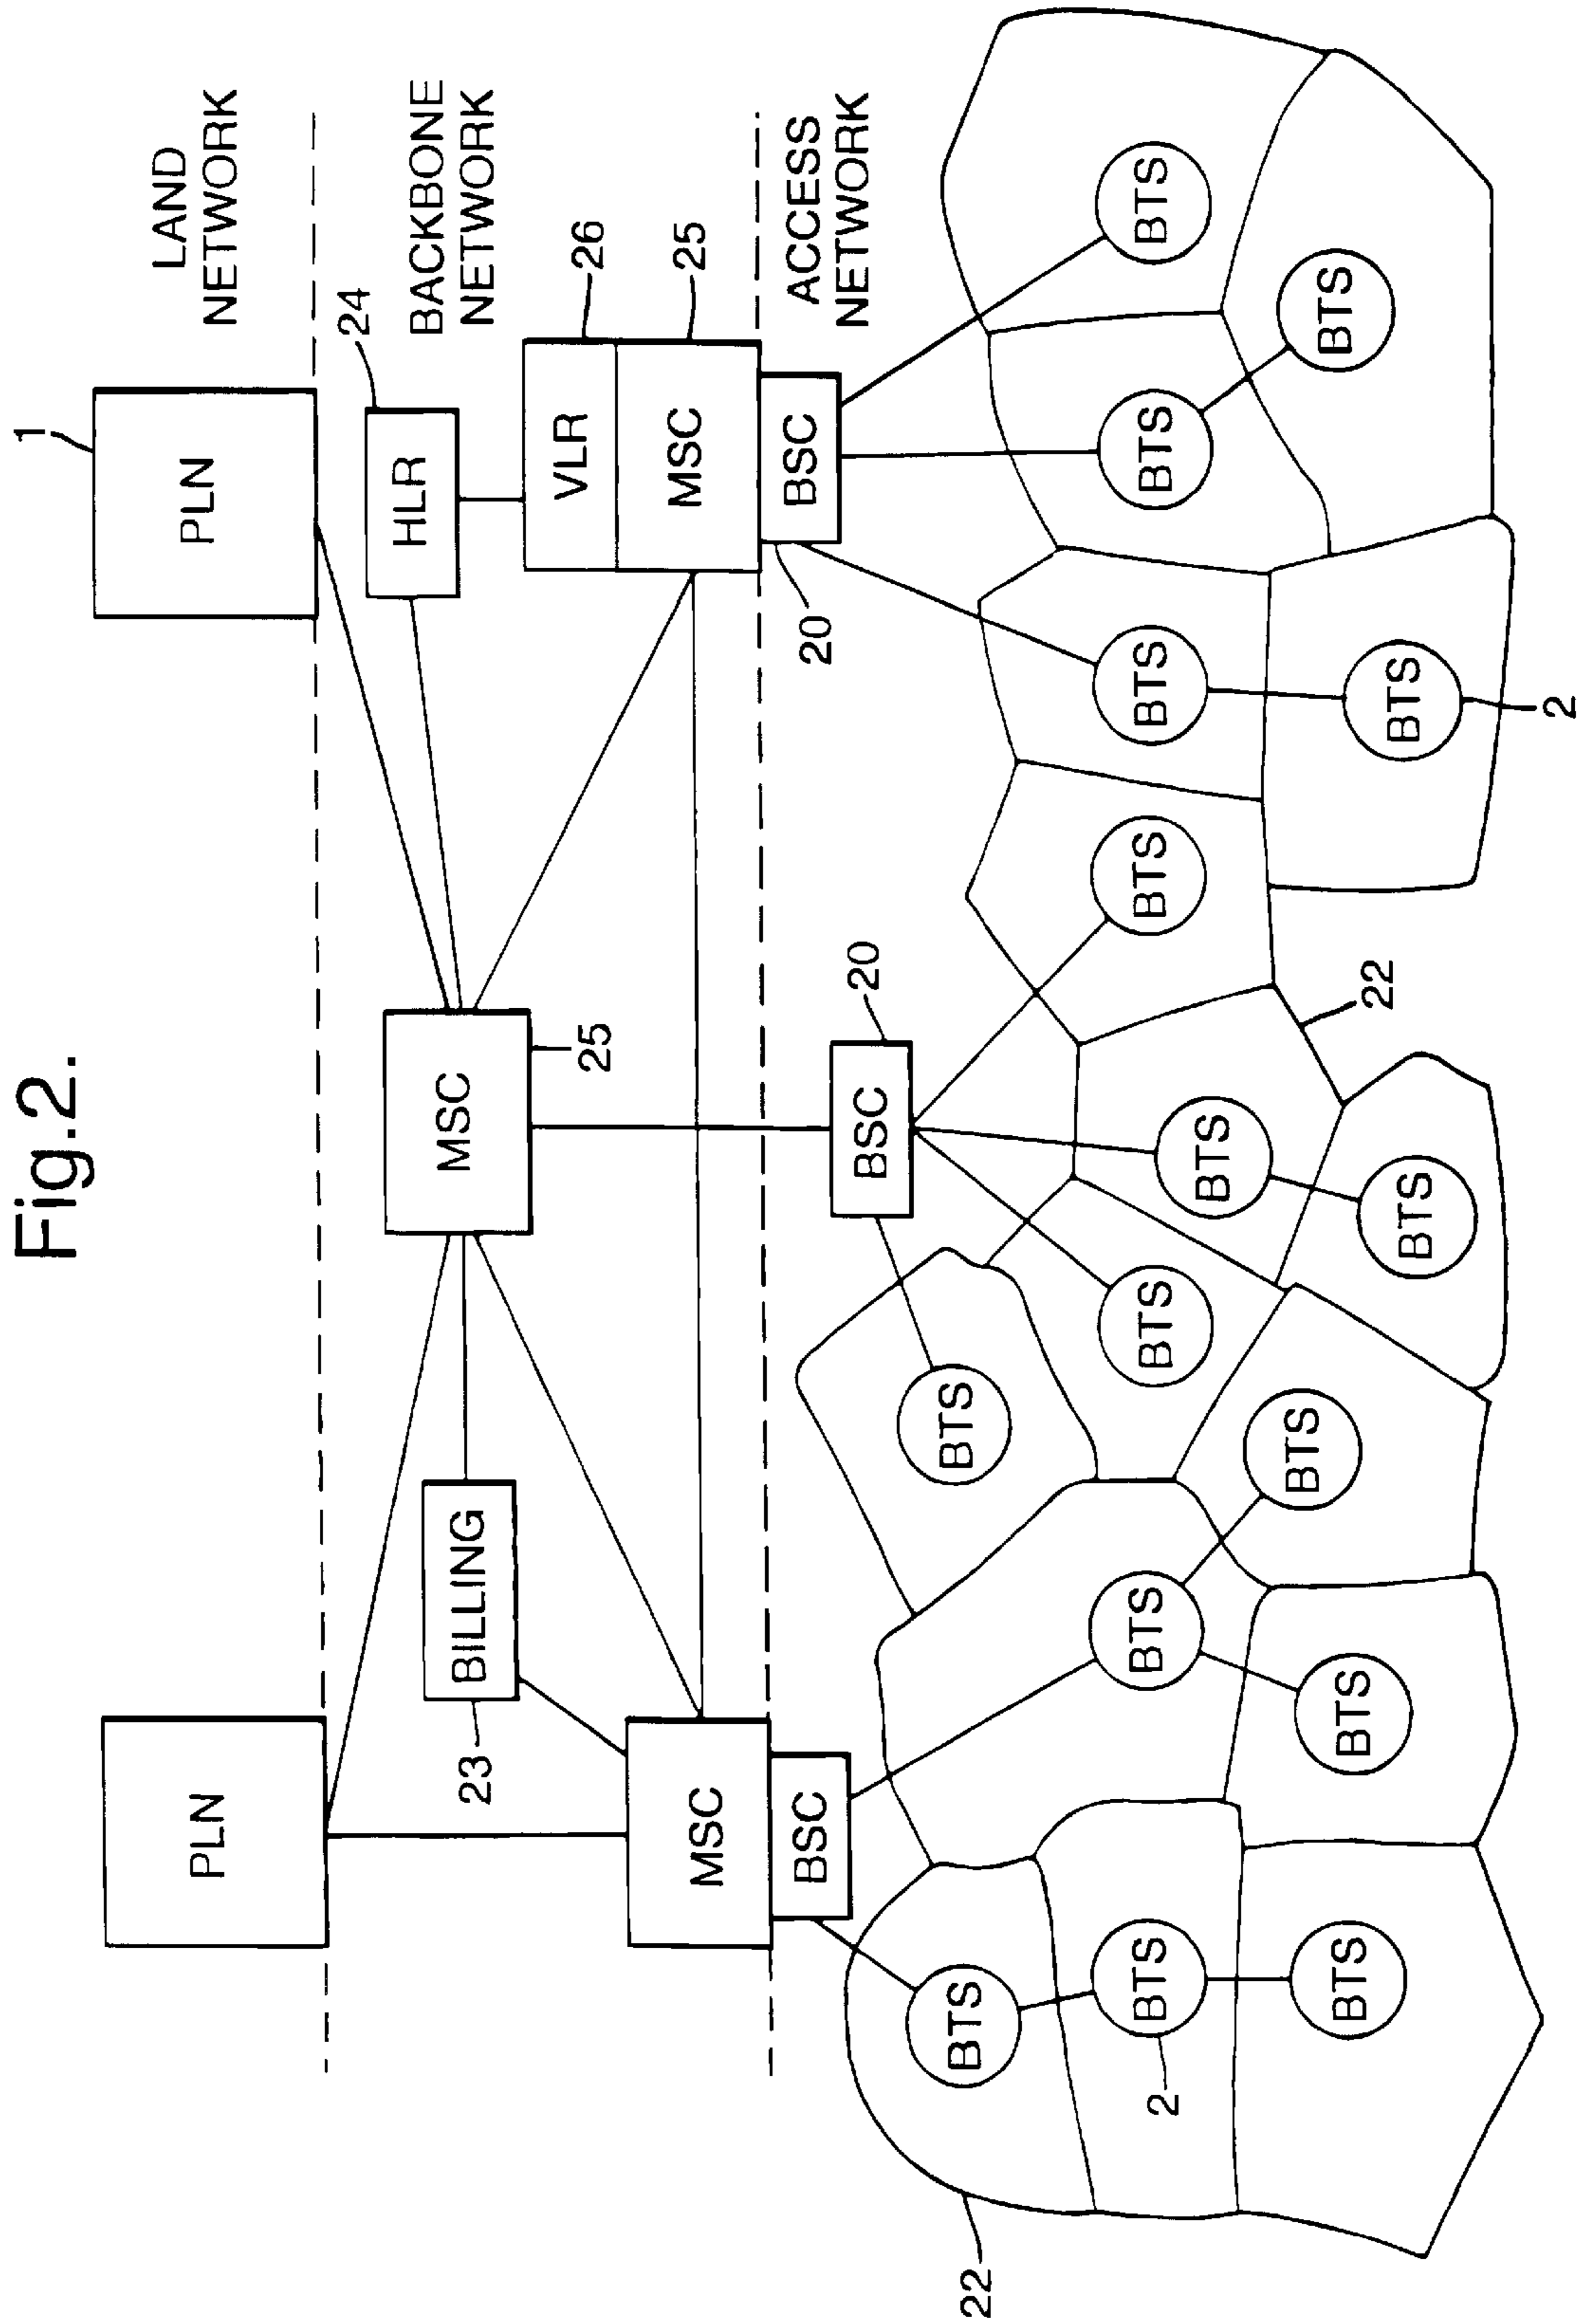 Fig.2.
1
PLN
PLN
LAND
NETWORK
24
HLR
BACKBONE
NETWORK
MSC
25
BILLING
23
VLR
26
MSC
25
MSC
BSC
BSC
20
ACCESS
NETWORK
BSC
20
BTS
BTS
22
BTS
2
BTS
BTS
BTS
BTS
BTS
BTS
BTS
BTS
BTS
BTS
BTS
BTS
22
BTS
BTS
2